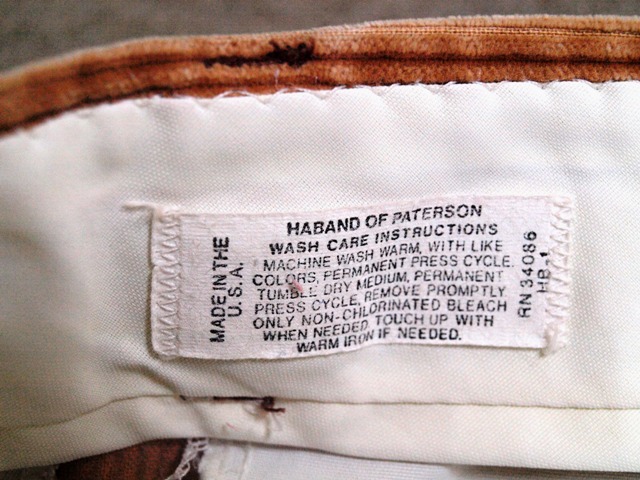 MADE IN THE
U.S.A.
HABAND OF PATERSON
WASH CARE INSTRUCTIONS
MACHINE WASH WARM, WITH LIKE
COLORS, PERMANENT PRESS CYCLE.
TUMBLE DRY MEDIUM, PERMANENT
PRESS CYCLE, REMOVE PROMPTLY
ONLY NON-CHLORINATED BLEACH
WHEN NEEDED, TOUCH UP WITH
WARM IRON IF NEEDED.
RN 34086
HB-1